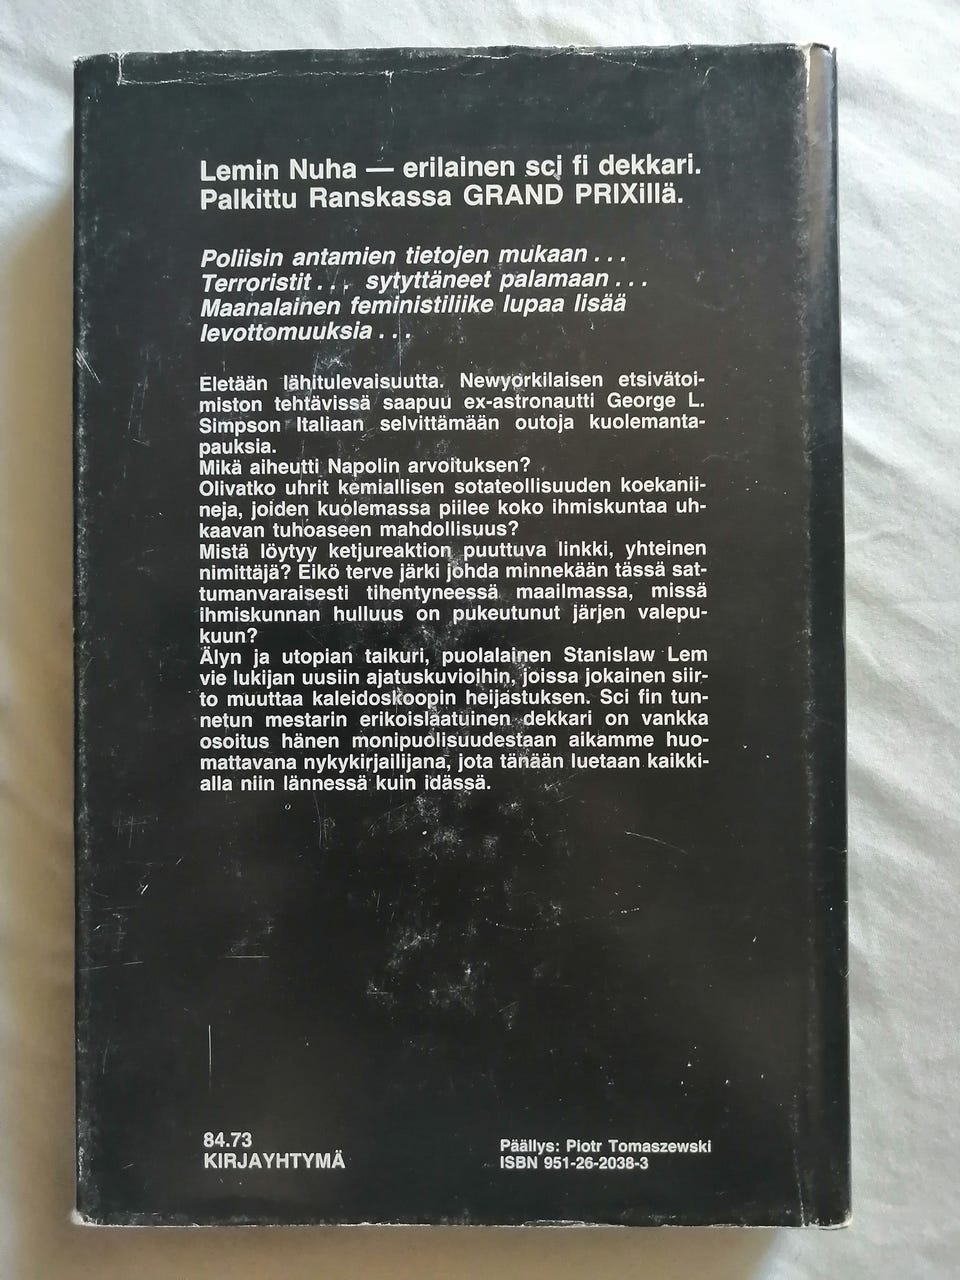 Lemin Nuha — erilainen sci fi dekkari.
Palkittu Ranskassa GRAND PRIXillä.
Poliisin antamien tietojen mukaan . . .
Terroristit . . . sytyttäneet palamaan . . .
Maanalainen feministiliike lupaa lisää
levottomuuksia . . .
Eletään lähitulevaisuutta. Newyorkilaisen etsivätoi-
miston tehtävissä saapuu ex-astronautti George L.
Simpson Italiaan selvittämään outoja kuolemanta-
pauksia.
Mikä aiheutti Napolin arvoituksen?
Olivatko uhrit kemiallisen sotateollisuuden koekanii-
neja, joiden kuolemassa piilee koko ihmiskuntaa uh-
kaavan tuhoaseen mahdollisuus?
Mistä löytyy ketjureaktion puuttuva linkki, yhteinen
nimittäjä? Eikö terve järki johda minnekään tässä sat-
tumanvaraisesti tihentyneessä maailmassa, missä
ihmiskunnan hulluus on pukeutunut järjen valepu-
kuun?
Älyn ja utopian taikuri, puolalainen Stanislaw Lem
vie lukijan uusiin ajatuskuvioihin, joissa jokainen siir-
to muuttaa kaleidoskoopin heijastuksen. Sci fin tun-
netun mestarin erikoislaatuinen dekkari on vankka
osoitus hänen monipuolisuudestaan aikamme huo-
mattavana nykykirjailijana, jota tänään luetaan kaikki-
alla niin lännessä kuin idässä.
84.73
KIRJAYHTYMÄ
Päällys: Piotr Tomaszewski
ISBN 951-26-2038-3